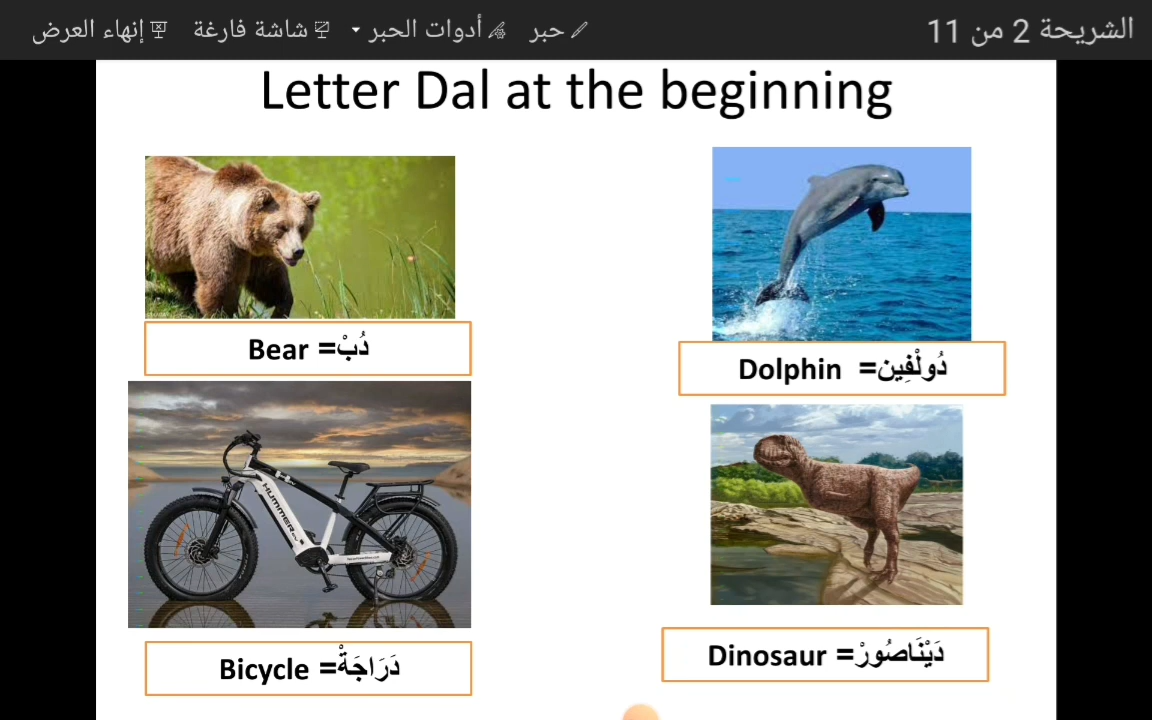 الشريحة 2 من 11
حبر
أدوات الحبر
شاشة فارغة
إنهاء العرض
Letter Dal at the beginning
Bear =دُبْ
Dolphin =دُولْفِين
HUMMER
Bicycle =دَرَاجَةْ
Dinosaur =دَيْنَاصُورْ